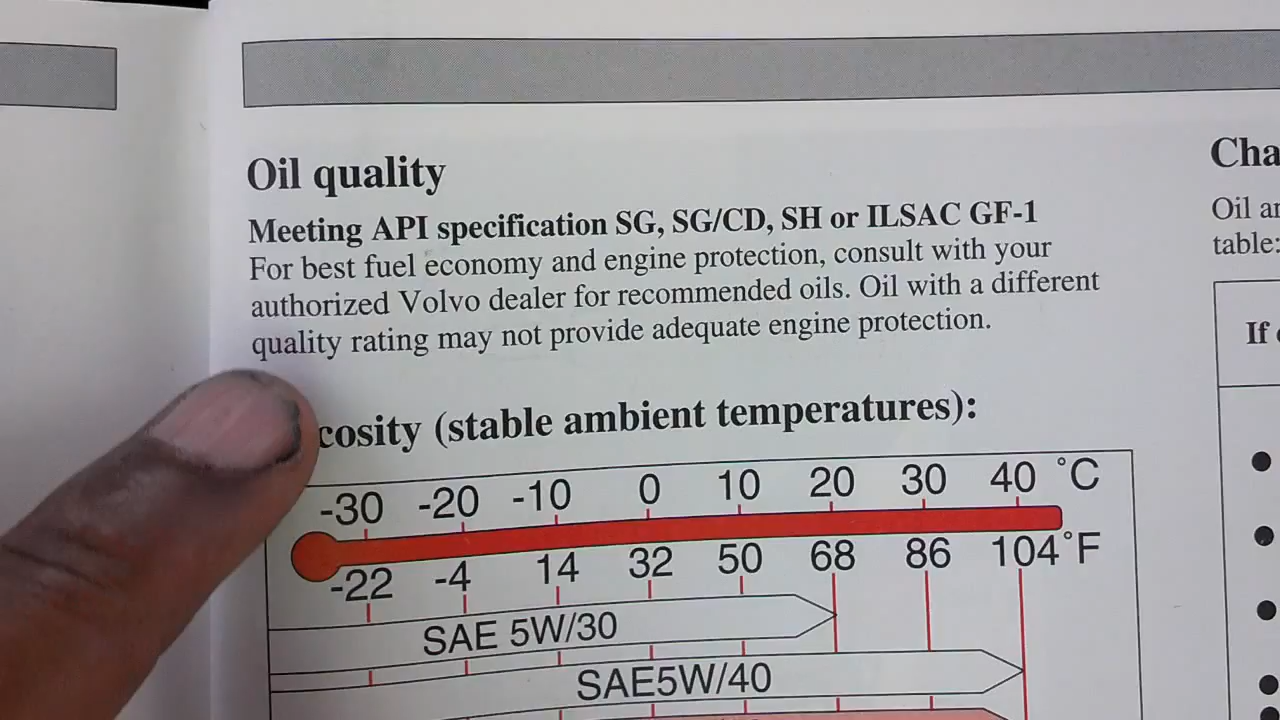 Oil quality
Meeting API specification SG, SG/CD, SH or ILSAC GF-1
For best fuel economy and engine protection, consult with your
authorized Volvo dealer for recommended oils. Oil with a different
quality rating may not provide adequate engine protection.
cosity (stable ambient temperatures):
-30 -20 -10 0 10 20 30 40 °C
-22 -4 14 32 50 68 86 104°F
SAE 5W/30
SAE5W/40
Cha
Oil ar
table:
If